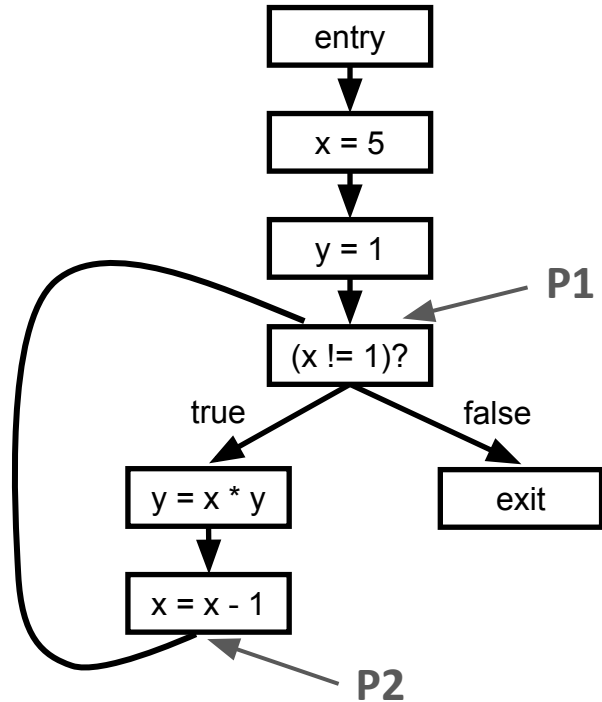 entry
x = 5
y = 1
P1
(x != 1)?
true
false
y = x * y
exit
x = x - 1
P2